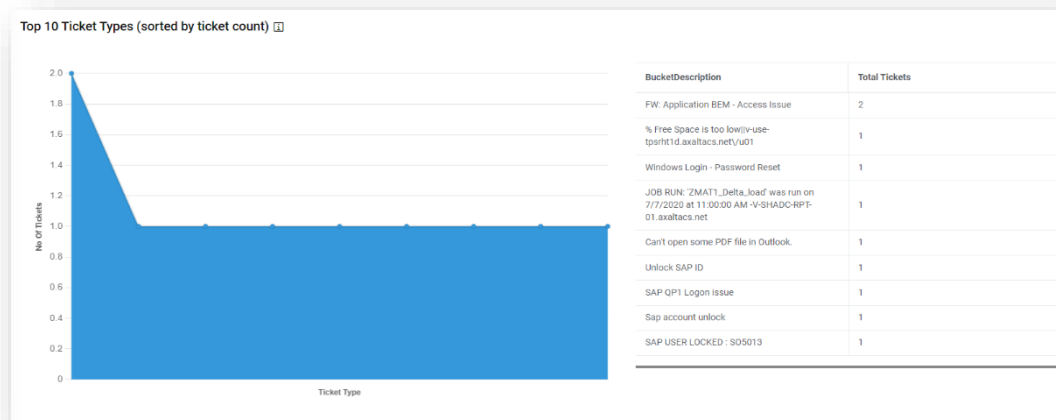 Top 10 Ticket Types (sorted by ticket count)
2.0
1.8
1.6
1.4
1.2
1.0
0.8
0.6
0.4
0.2
0
No Of Tickets
Ticket Type
BucketDescription Total Tickets
FW: Application BEM - Access Issue 2
% Free Space is too low||v-use-
tpsrht1d.axaltacs.net\/u01 1
Windows Login - Password Reset 1
JOB RUN: 'ZMAT1_Delta_load' was run on
7/7/2020 at 11:00:00 AM -V-SHADC-RPT- 1
01.axaltacs.net
Can't open some PDF file in Outlook. 1
Unlock SAP ID 1
SAP QP1 Logon issue 1
Sap account unlock 1
SAP USER LOCKED : SO5013 1